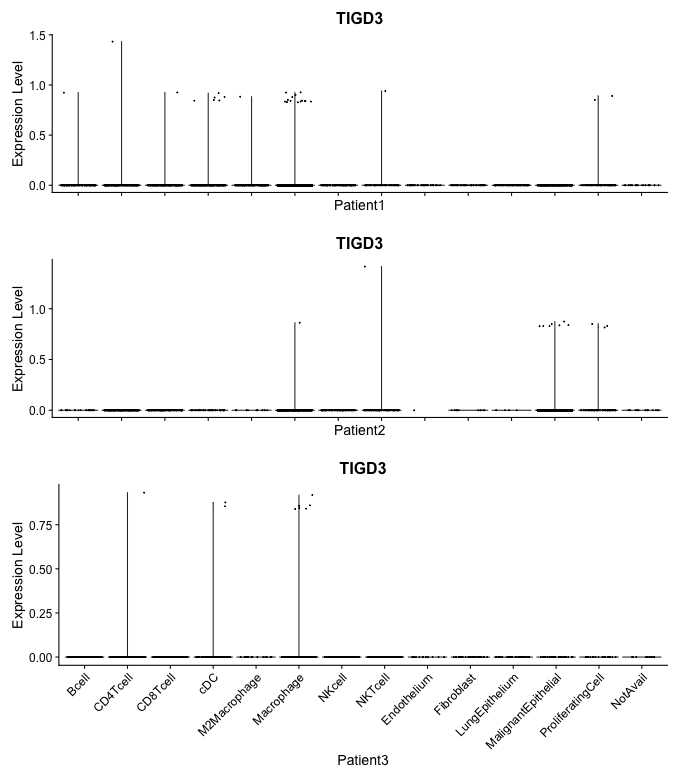 TIGD3
Expression Level
1.5
1.0
0.5
0.0
Patient1
TIGD3
Expression Level
1.0
0.5
0.0
Patient2
TIGD3
Expression Level
0.75
0.50
0.25
0.00
Bcell
CD4Tcell
CD8Tcell
cDC
M2Macrophage
Macrophage
NKcell
NKTcell
Endothelium
Fibroblast
LungEpithelium
MalignantEpithelial
ProliferatingCell
NotAvail
Patient3